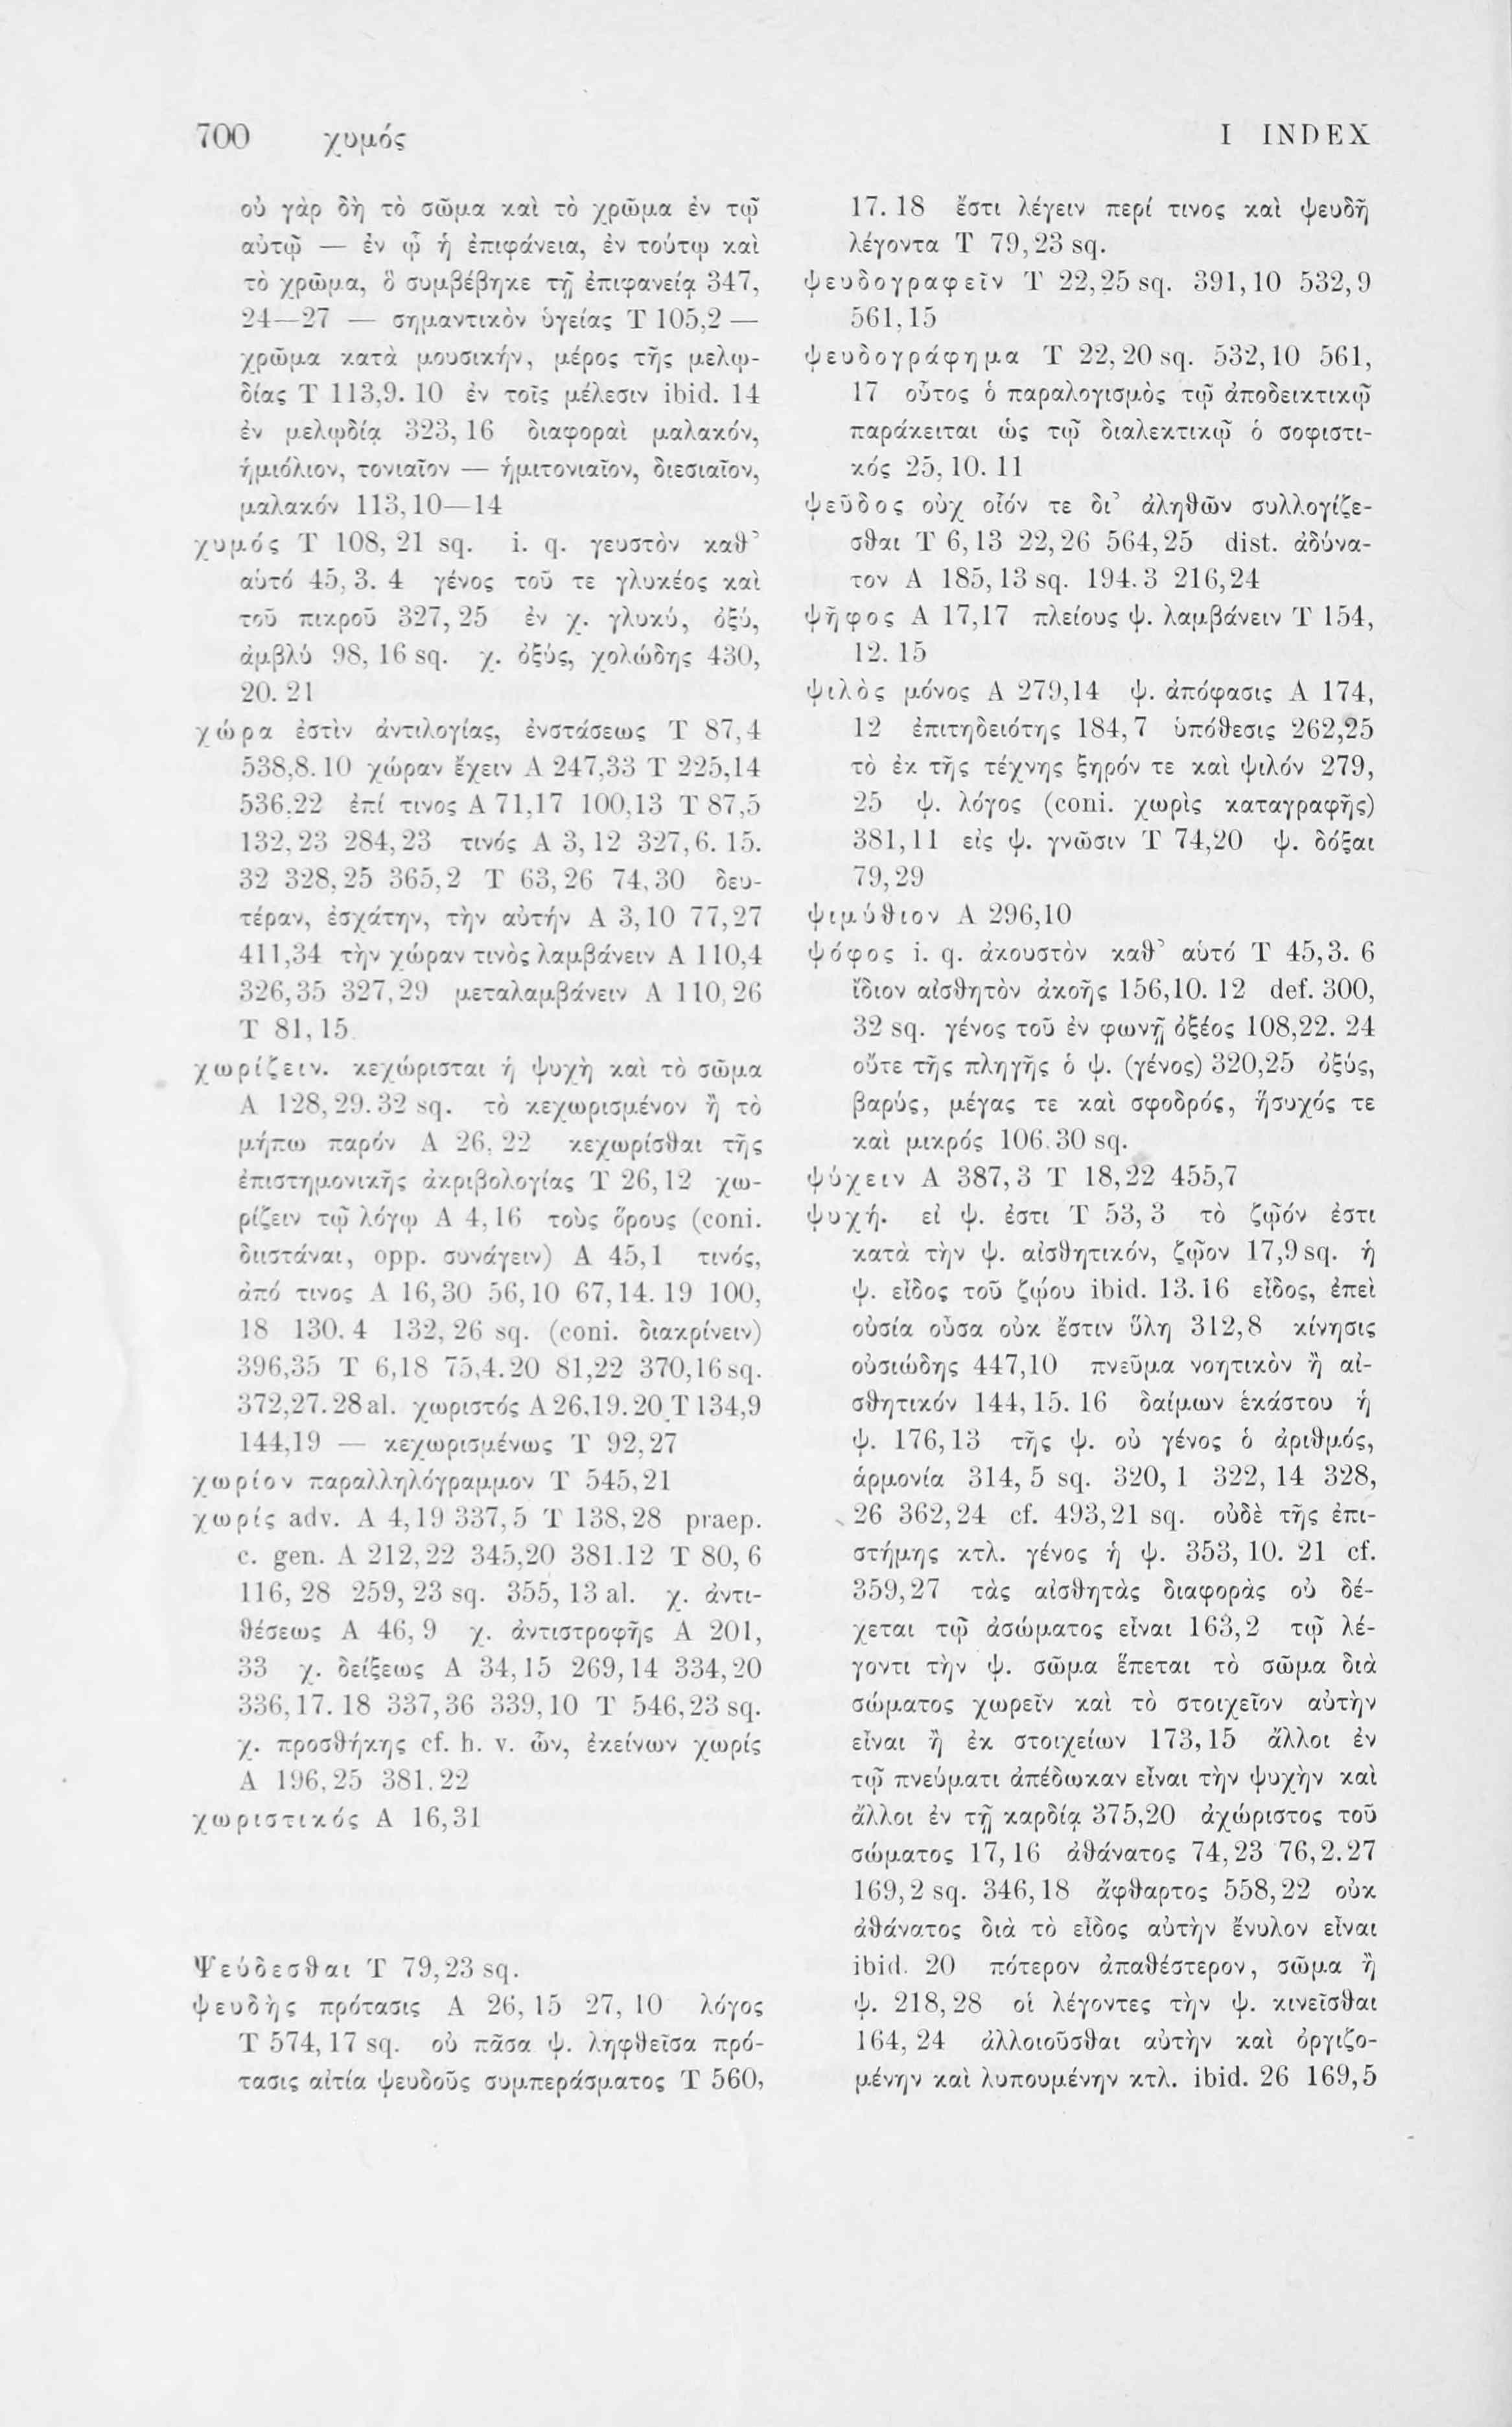 700 χυμός I INDEX
οὐ γὰρ δὴ τὸ σῶμα καὶ τὸ χρῶμα ἐν τῷ
αὐτῷ — ἐν ᾧ ἡ ἐπιφάνεια, ἐν τούτῳ καὶ
τὸ χρῶμα, ὃ συμβέβηκε τῇ ἐπιφανείᾳ 347,
24—27 — σημαντικὸν ὑγείας T 105,2 —
χρῶμα κατὰ μουσικήν, μέρος τῆς μελῳ-
δίας T 113,9. 10 ἐν τοῖς μέλεσιν ibid. 14
ἐν μελῳδίᾳ 323, 16 διαφοραὶ μαλακόν,
ἡμιόλιον, τονιαῖον — ἡμιτονιαῖον, διεσιαῖον,
μαλακόν 113,10—14
χυμός T 108, 21 sq. i. q. γευστὸν καθ᾽
αὑτό 45, 3. 4 γένος τοῦ τε γλυκέος καὶ
τοῦ πικροῦ 327, 25 ἐν χ. γλυκύ, ὀξύ,
ἀμβλύ 98, 16 sq. χ. ὀξύς, χολώδης 430,
20. 21
χώρα ἐστὶν ἀντιλογίας, ἐνστάσεως T 87,4
538,8. 10 χώραν ἔχειν A 247,33 T 225,14
536,22 ἐπί τινος A 71,17 100,13 T 87,5
132,23 284,23 τινός A 3,12 327,6. 15.
32 328,25 365,2 T 63,26 74,30 δευ-
τέραν, ἐσχάτην, τὴν αὐτήν A 3,10 77,27
411,34 τὴν χώραν τινὸς λαμβάνειν A 110,4
326,35 327,29 μεταλαμβάνειν A 110,26
T 81,15
χωρίζειν. κεχώρισται ἡ ψυχὴ καὶ τὸ σῶμα
A 128,29.32 sq. τὸ κεχωρισμένον ἢ τὸ
μήπω παρόν A 26, 22 κεχωρίσθαι τῆς
ἐπιστημονικῆς ἀκριβολογίας T 26,12 χω-
ρίζειν τῷ λόγῳ A 4,16 τοὺς ὅρους (coni.
διιστάναι, opp. συνάγειν) A 45,1 τινός,
ἀπό τινος A 16,30 56,10 67,14. 19 100,
18 130. 4 132, 26 sq. (coni. διακρίνειν)
396,35 T 6,18 75,4.20 81,22 370,16 sq.
372,27. 28 al. χωριστός A 26,19. 20 T 134,9
144,19 — κεχωρισμένως T 92,27
χωρίον παραλληλόγραμμον T 545,21
χωρίς adv. A 4,19 337,5 T 138,28 praep.
c. gen. A 212,22 345,20 381.12 T 80, 6
116, 28 259, 23 sq. 355, 13 al. χ. ἀντι-
θέσεως A 46, 9 χ. ἀντιστροφῆς A 201,
33 χ. δείξεως A 34,15 269,14 334,20
336,17. 18 337,36 339,10 T 546,23 sq.
χ. προσθήκης cf. h. v. ὧν, ἐκείνων χωρίς
A 196,25 381,22
χωριστικός A 16,31
Ψεύδεσθαι T 79,23 sq.
ψευδὴς πρότασις A 26, 15 27, 10 λόγος
T 574, 17 sq. οὐ πᾶσα ψ. ληφθεῖσα πρό-
τασις αἰτία ψευδοῦς συμπεράσματος T 560,
17. 18 ἔστι λέγειν περί τινος καὶ ψευδῆ
λέγοντα T 79,23 sq.
ψευδογραφεῖν T 22,25 sq. 391,10 532,9
561,15
ψευδογράφημα T 22,20 sq. 532,10 561,
17 οὗτος ὁ παραλογισμὸς τῷ ἀποδεικτικῷ
παράκειται ὡς τῷ διαλεκτικῷ ὁ σοφιστι-
κός 25, 10. 11
ψεῦδος οὐχ οἷόν τε δι᾽ ἀληθῶν συλλογίζε-
σθαι T 6,13 22,26 564,25 dist. ἀδύνα-
τον A 185,13 sq. 194. 3 216,24
ψῆφος A 17,17 πλείους ψ. λαμβάνειν T 154,
12. 15
ψιλὸς μόνος A 279,14 ψ. ἀπόφασις A 174,
12 ἐπιτηδειότης 184,7 ὑπόθεσις 262,25
τὸ ἐκ τῆς τέχνης ξηρόν τε καὶ ψιλόν 279,
25 ψ. λόγος (coni. χωρὶς καταγραφῆς)
381,11 εἰς ψ. γνῶσιν T 74,20 ψ. δόξαι
79,29
ψιμύθιον A 296,10
ψόφος i. q. ἀκουστὸν καθ᾽ αὑτό T 45,3. 6
ἴδιον αἰσθητὸν ἀκοῆς 156,10. 12 def. 300,
32 sq. γένος τοῦ ἐν φωνῇ ὀξέος 108,22. 24
οὔτε τῆς πληγῆς ὁ ψ. (γένος) 320,25 ὀξύς,
βαρύς, μέγας τε καὶ σφοδρός, ἥσυχός τε
καὶ μικρός 106.30 sq.
ψύχειν A 387,3 T 18,22 455,7
ψυχή. εἰ ψ. ἐστι T 53, 3 τὸ ζῷόν ἐστι
κατὰ τὴν ψ. αἰσθητικόν, ζῷον 17,9 sq. ἡ
ψ. εἶδος τοῦ ζῴου ibid. 13. 16 εἶδος, ἐπεὶ
οὐσία οὖσα οὐκ ἔστιν ὕλη 312,8 κίνησις
οὐσιώδης 447,10 πνεῦμα νοητικὸν ἢ αἰ-
σθητικόν 144, 15. 16 δαίμων ἑκάστου ἡ
ψ. 176,13 τῆς ψ. οὐ γένος ὁ ἀριθμός,
ἁρμονία 314, 5 sq. 320, 1 322, 14 328,
26 362,24 cf. 493,21 sq. οὐδὲ τῆς ἐπι-
στήμης κτλ. γένος ἡ ψ. 353, 10. 21 cf.
359,27 τὰς αἰσθητὰς διαφορὰς οὐ δέ-
χεται τῷ ἀσώματος εἶναι 163,2 τῷ λέ-
γοντι τὴν ψ. σῶμα ἕπεται τὸ σῶμα διὰ
σώματος χωρεῖν καὶ τὸ στοιχεῖον αὐτὴν
εἶναι ἢ ἐκ στοιχείων 173,15 ἄλλοι ἐν
τῷ πνεύματι ἀπέδωκαν εἶναι τὴν ψυχὴν καὶ
ἄλλοι ἐν τῇ καρδίᾳ 375,20 ἀχώριστος τοῦ
σώματος 17, 16 ἀθάνατος 74,23 76,2.27
169,2 sq. 346,18 ἄφθαρτος 558,22 οὐκ
ἀθάνατος διὰ τὸ εἶδος αὐτὴν ἔνυλον εἶναι
ibid. 20 πότερον ἀπαθέστερον, σῶμα ἢ
ψ. 218,28 οἱ λέγοντες τὴν ψ. κινεῖσθαι
164, 24 ἀλλοιοῦσθαι αὐτὴν καὶ ὀργιζο-
μένην καὶ λυπουμένην κτλ. ibid. 26 169,5